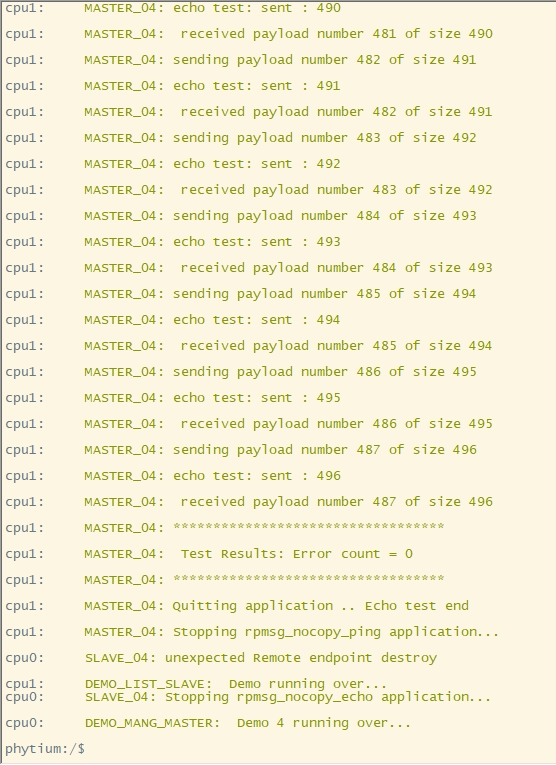 cpu1:     MASTER_04: echo test: sent : 490
cpu1:     MASTER_04:  received payload number 481 of size 490
cpu1:     MASTER_04: sending payload number 482 of size 491
cpu1:     MASTER_04: echo test: sent : 491
cpu1:     MASTER_04:  received payload number 482 of size 491
cpu1:     MASTER_04: sending payload number 483 of size 492
cpu1:     MASTER_04: echo test: sent : 492
cpu1:     MASTER_04:  received payload number 483 of size 492
cpu1:     MASTER_04: sending payload number 484 of size 493
cpu1:     MASTER_04: echo test: sent : 493
cpu1:     MASTER_04:  received payload number 484 of size 493
cpu1:     MASTER_04: sending payload number 485 of size 494
cpu1:     MASTER_04: echo test: sent : 494
cpu1:     MASTER_04:  received payload number 485 of size 494
cpu1:     MASTER_04: sending payload number 486 of size 495
cpu1:     MASTER_04: echo test: sent : 495
cpu1:     MASTER_04:  received payload number 486 of size 495
cpu1:     MASTER_04: sending payload number 487 of size 496
cpu1:     MASTER_04: echo test: sent : 496
cpu1:     MASTER_04:  received payload number 487 of size 496
cpu1:     MASTER_04: **********************************
cpu1:     MASTER_04:  Test Results: Error count = 0
cpu1:     MASTER_04: **********************************
cpu1:     MASTER_04: Quitting application .. Echo test end
cpu1:     MASTER_04: Stopping rpmsg_nocopy_ping application...
cpu0:     SLAVE_04: unexpected Remote endpoint destroy
cpu1:     DEMO_LIST_SLAVE:  Demo running over...
cpu0:     SLAVE_04: Stopping rpmsg_nocopy_echo application...
cpu0:     DEMO_MANG_MASTER:  Demo 4 running over...
phytium:/$